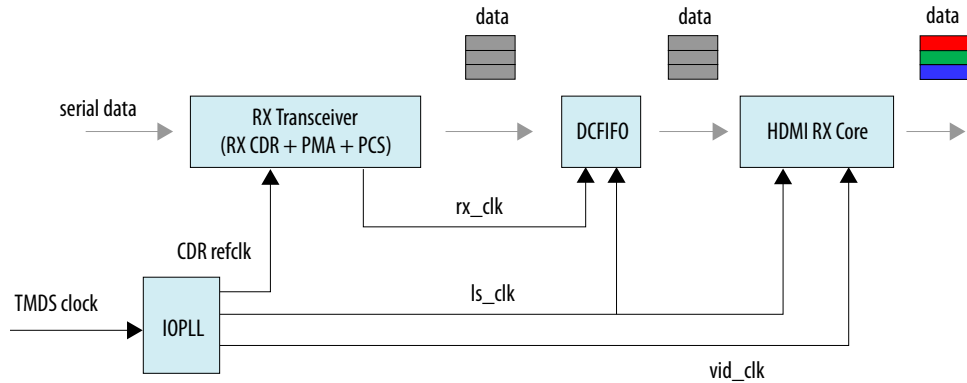 data
data
data
serial data
RX Transceiver
(RX CDR + PMA + PCS)
DCFIFO
HDMI RX Core
rx_clk
CDR refclk
TMDS clock
IOPLL
ls_clk
vid_clk